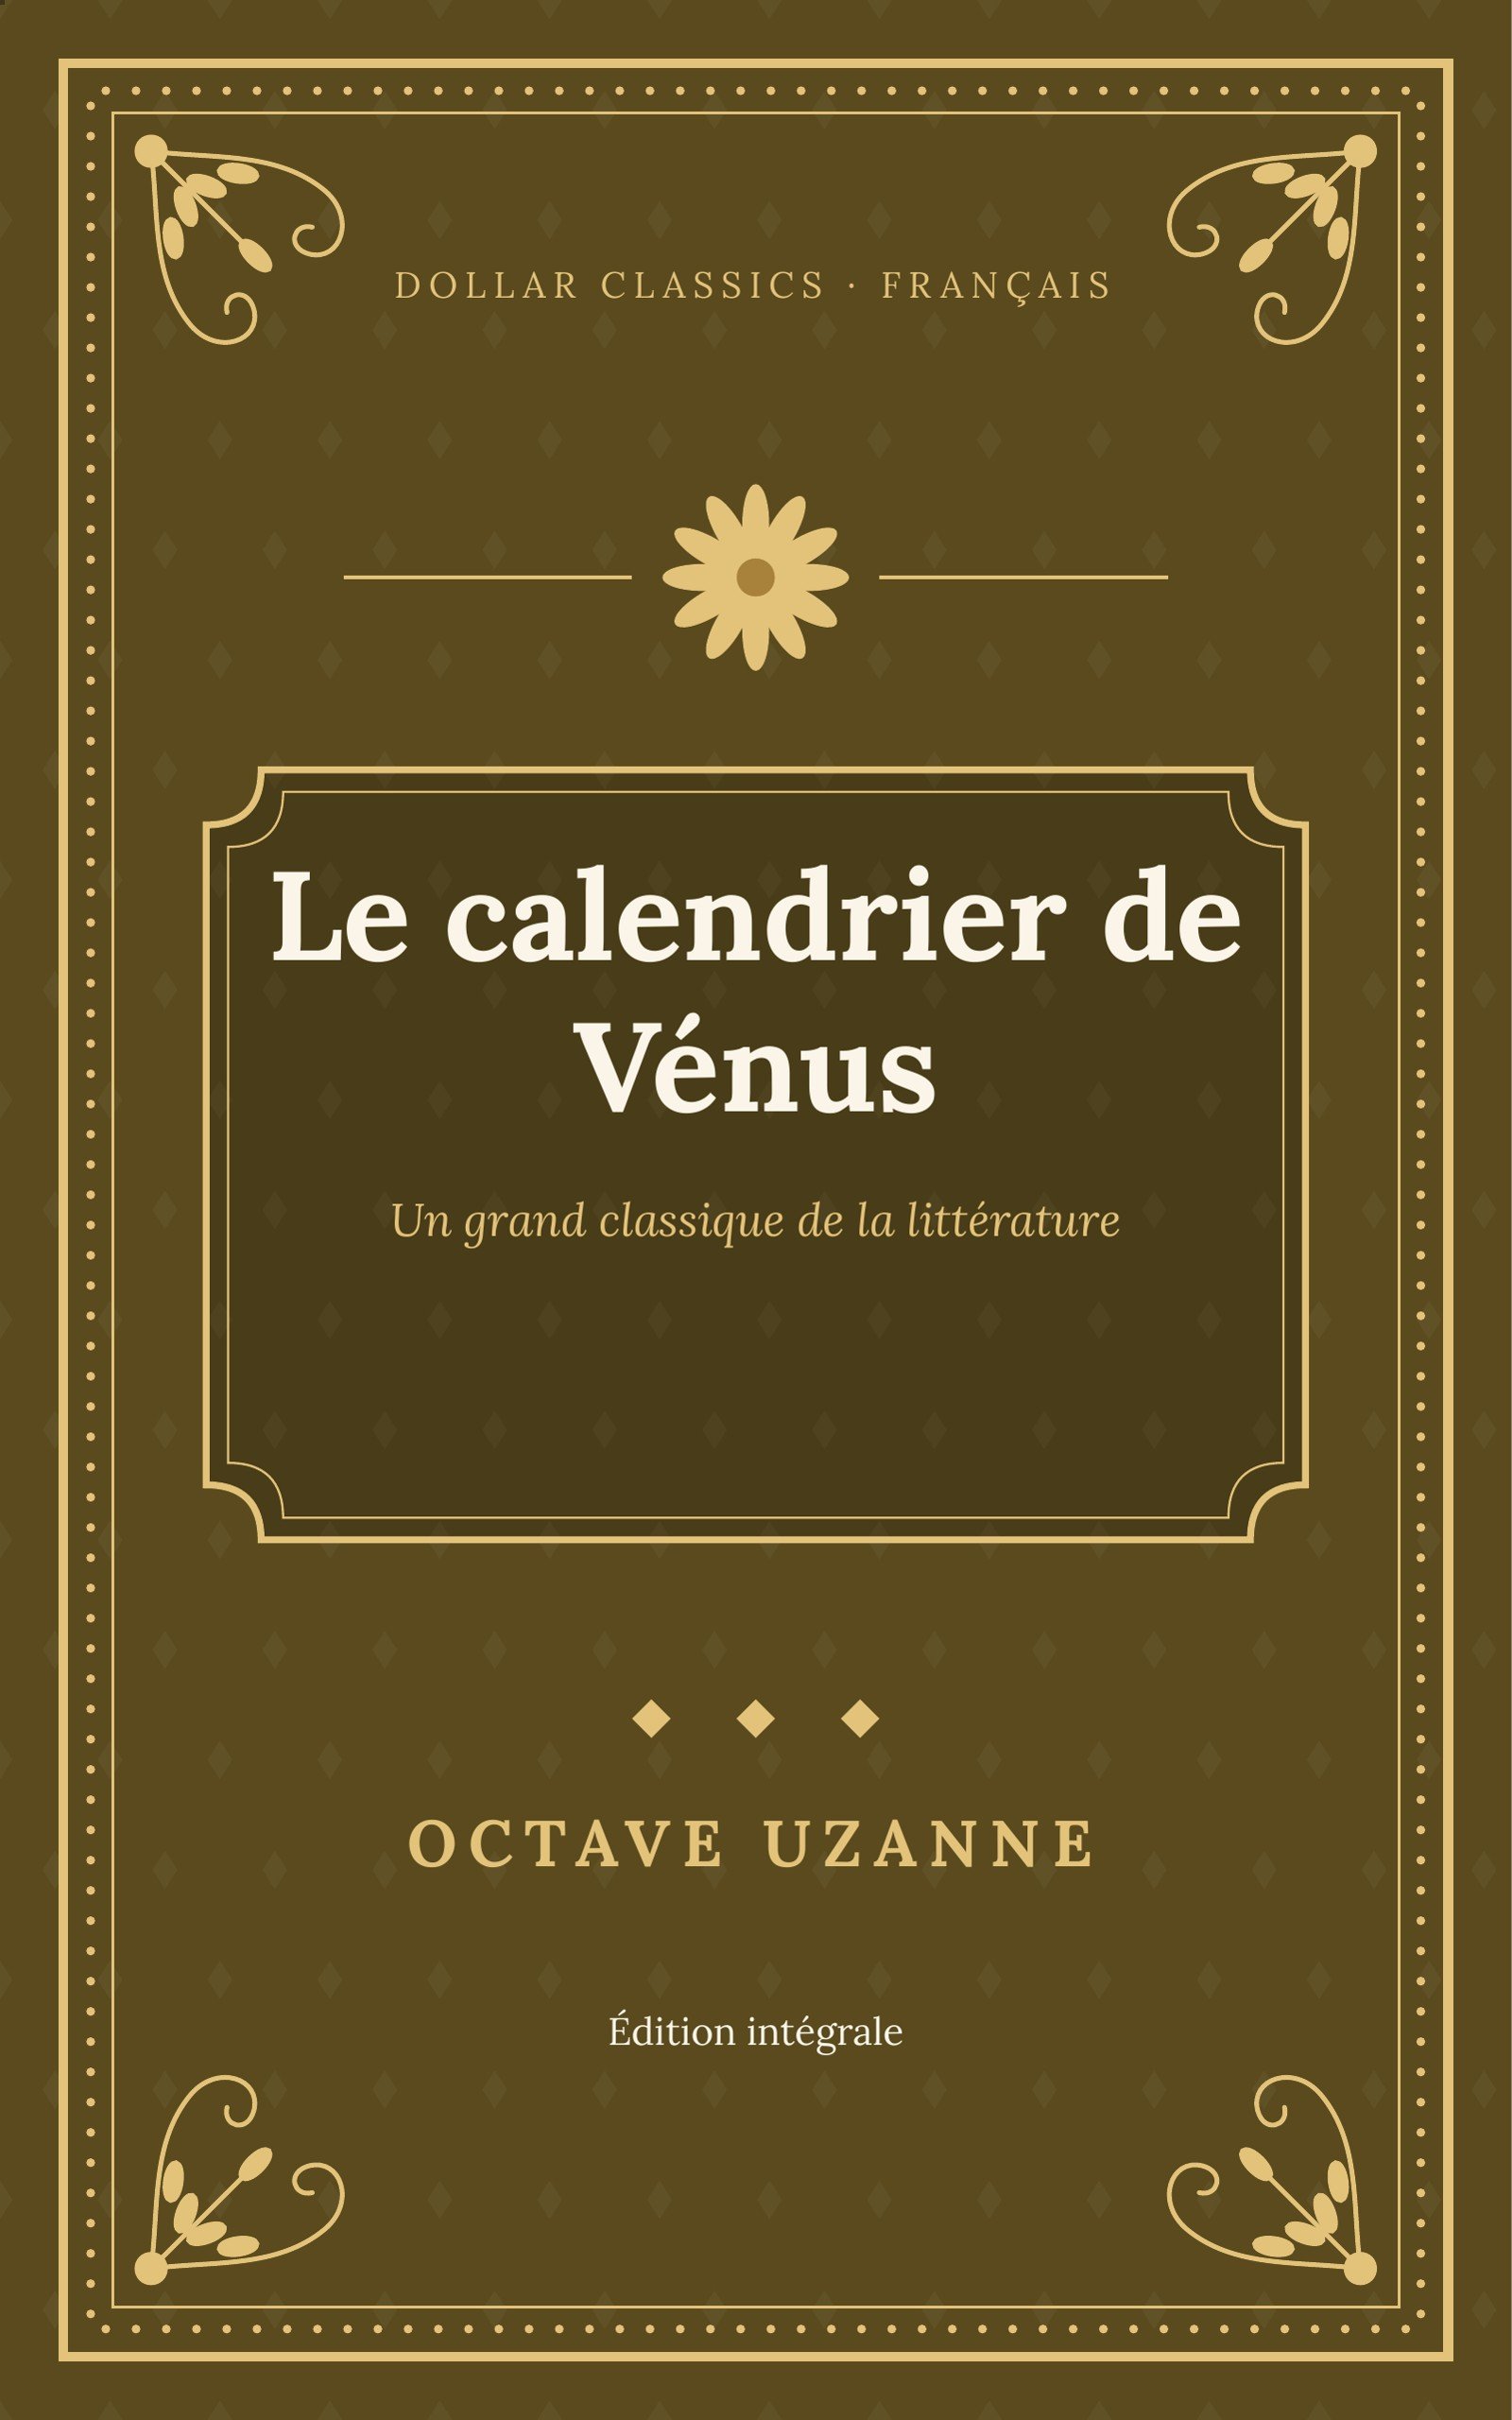 DOLLAR CLASSICS · FRANÇAIS
Le calendrier de
Vénus
Un grand classique de la littérature
OCTAVE UZANNE
Édition intégrale